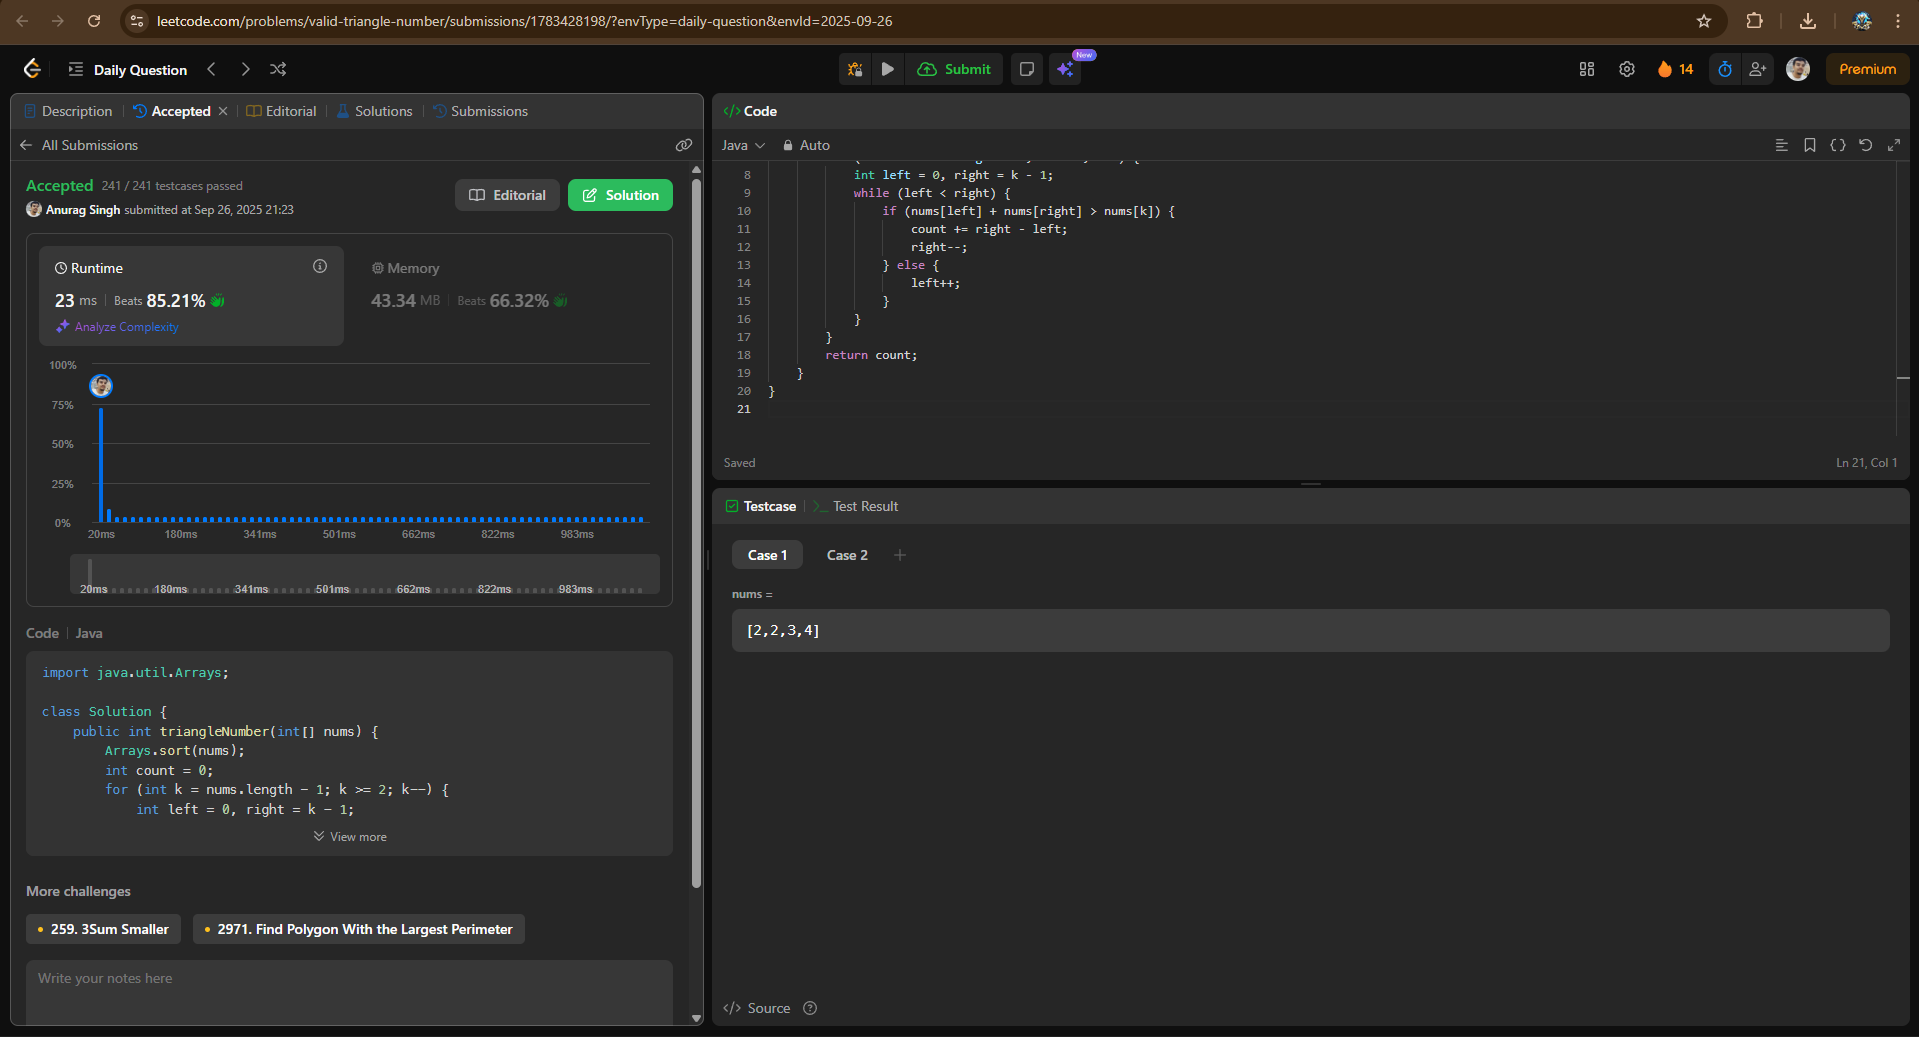 leetcode.com/problems/valid-triangle-number/submissions/1783428198/?envType=daily-question&envId=2025-09-26
Daily Question
Submit
New
14
Premium
Description
Accepted
Editorial
Solutions
Submissions
All Submissions
Accepted 241 / 241 testcases passed
Anurag Singh submitted at Sep 26, 2025 21:23
Editorial
Solution
Runtime
23 ms Beats 85.21%
Analyze Complexity
Memory
43.34 MB Beats 66.32%
100%
75%
50%
25%
0%
20ms 180ms 341ms 501ms 662ms 822ms 983ms
20ms 180ms 341ms 501ms 662ms 822ms 983ms
Code Java
import java.util.Arrays;
class Solution {
public int triangleNumber(int[] nums) {
Arrays.sort(nums);
int count = 0;
for (int k = nums.length - 1; k >= 2; k--) {
int left = 0, right = k - 1;
View more
More challenges
259. 3Sum Smaller
2971. Find Polygon With the Largest Perimeter
Write your notes here
</> Code
Java
Auto
8 int left = 0, right = k - 1;
9 while (left < right) {
10 if (nums[left] + nums[right] > nums[k]) {
11 count += right - left;
12 right--;
13 } else {
14 left++;
15 }
16 }
17 }
18 return count;
19 }
20 }
21
Saved
Ln 21, Col 1
Testcase
Test Result
Case 1
Case 2
nums =
[2,2,3,4]
</> Source